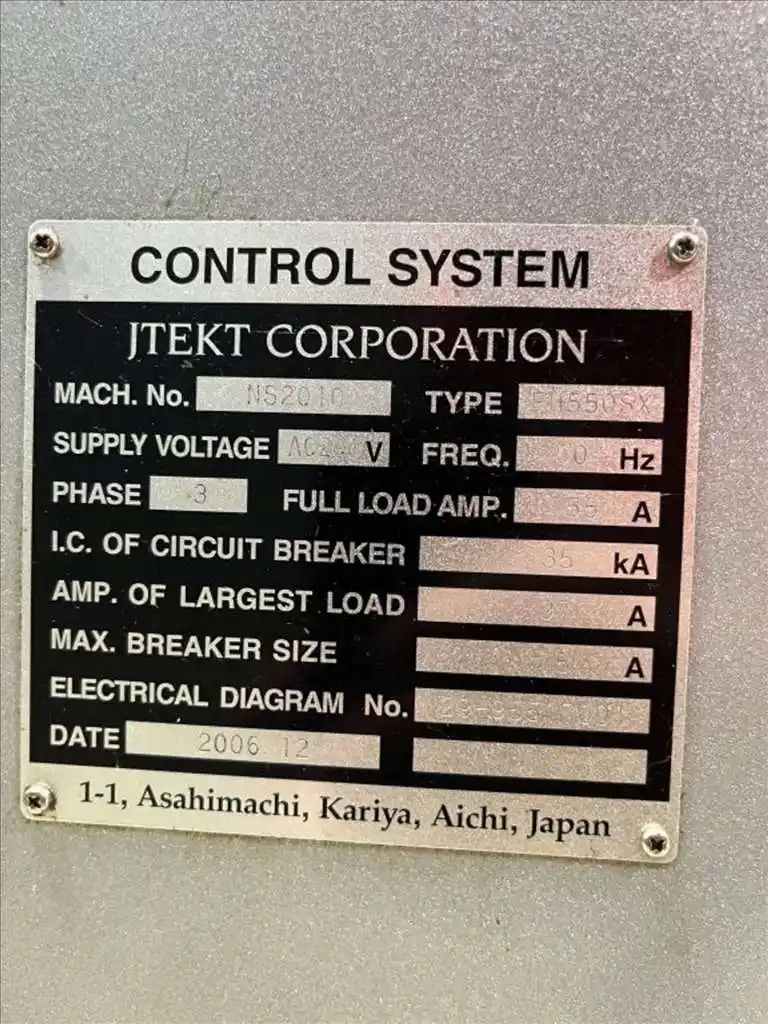 CONTROL SYSTEM
JTEKT CORPORATION
MACH. No. NS2010 TYPE
SUPPLY VOLTAGE V FREQ. Hz
PHASE 3 FULL LOAD AMP. A
I.C. OF CIRCUIT BREAKER 35 kA
AMP. OF LARGEST LOAD A
MAX. BREAKER SIZE A
ELECTRICAL DIAGRAM No.
DATE 2006.12
1-1, Asahimachi, Kariya, Aichi, Japan